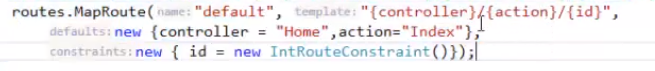 routes.MapRoute(name:"default", template:"{controller}/{action}/{id}",
defaults:new {controller = "Home",action="Index"},
constraints:new { id = new IntRouteConstraint()});